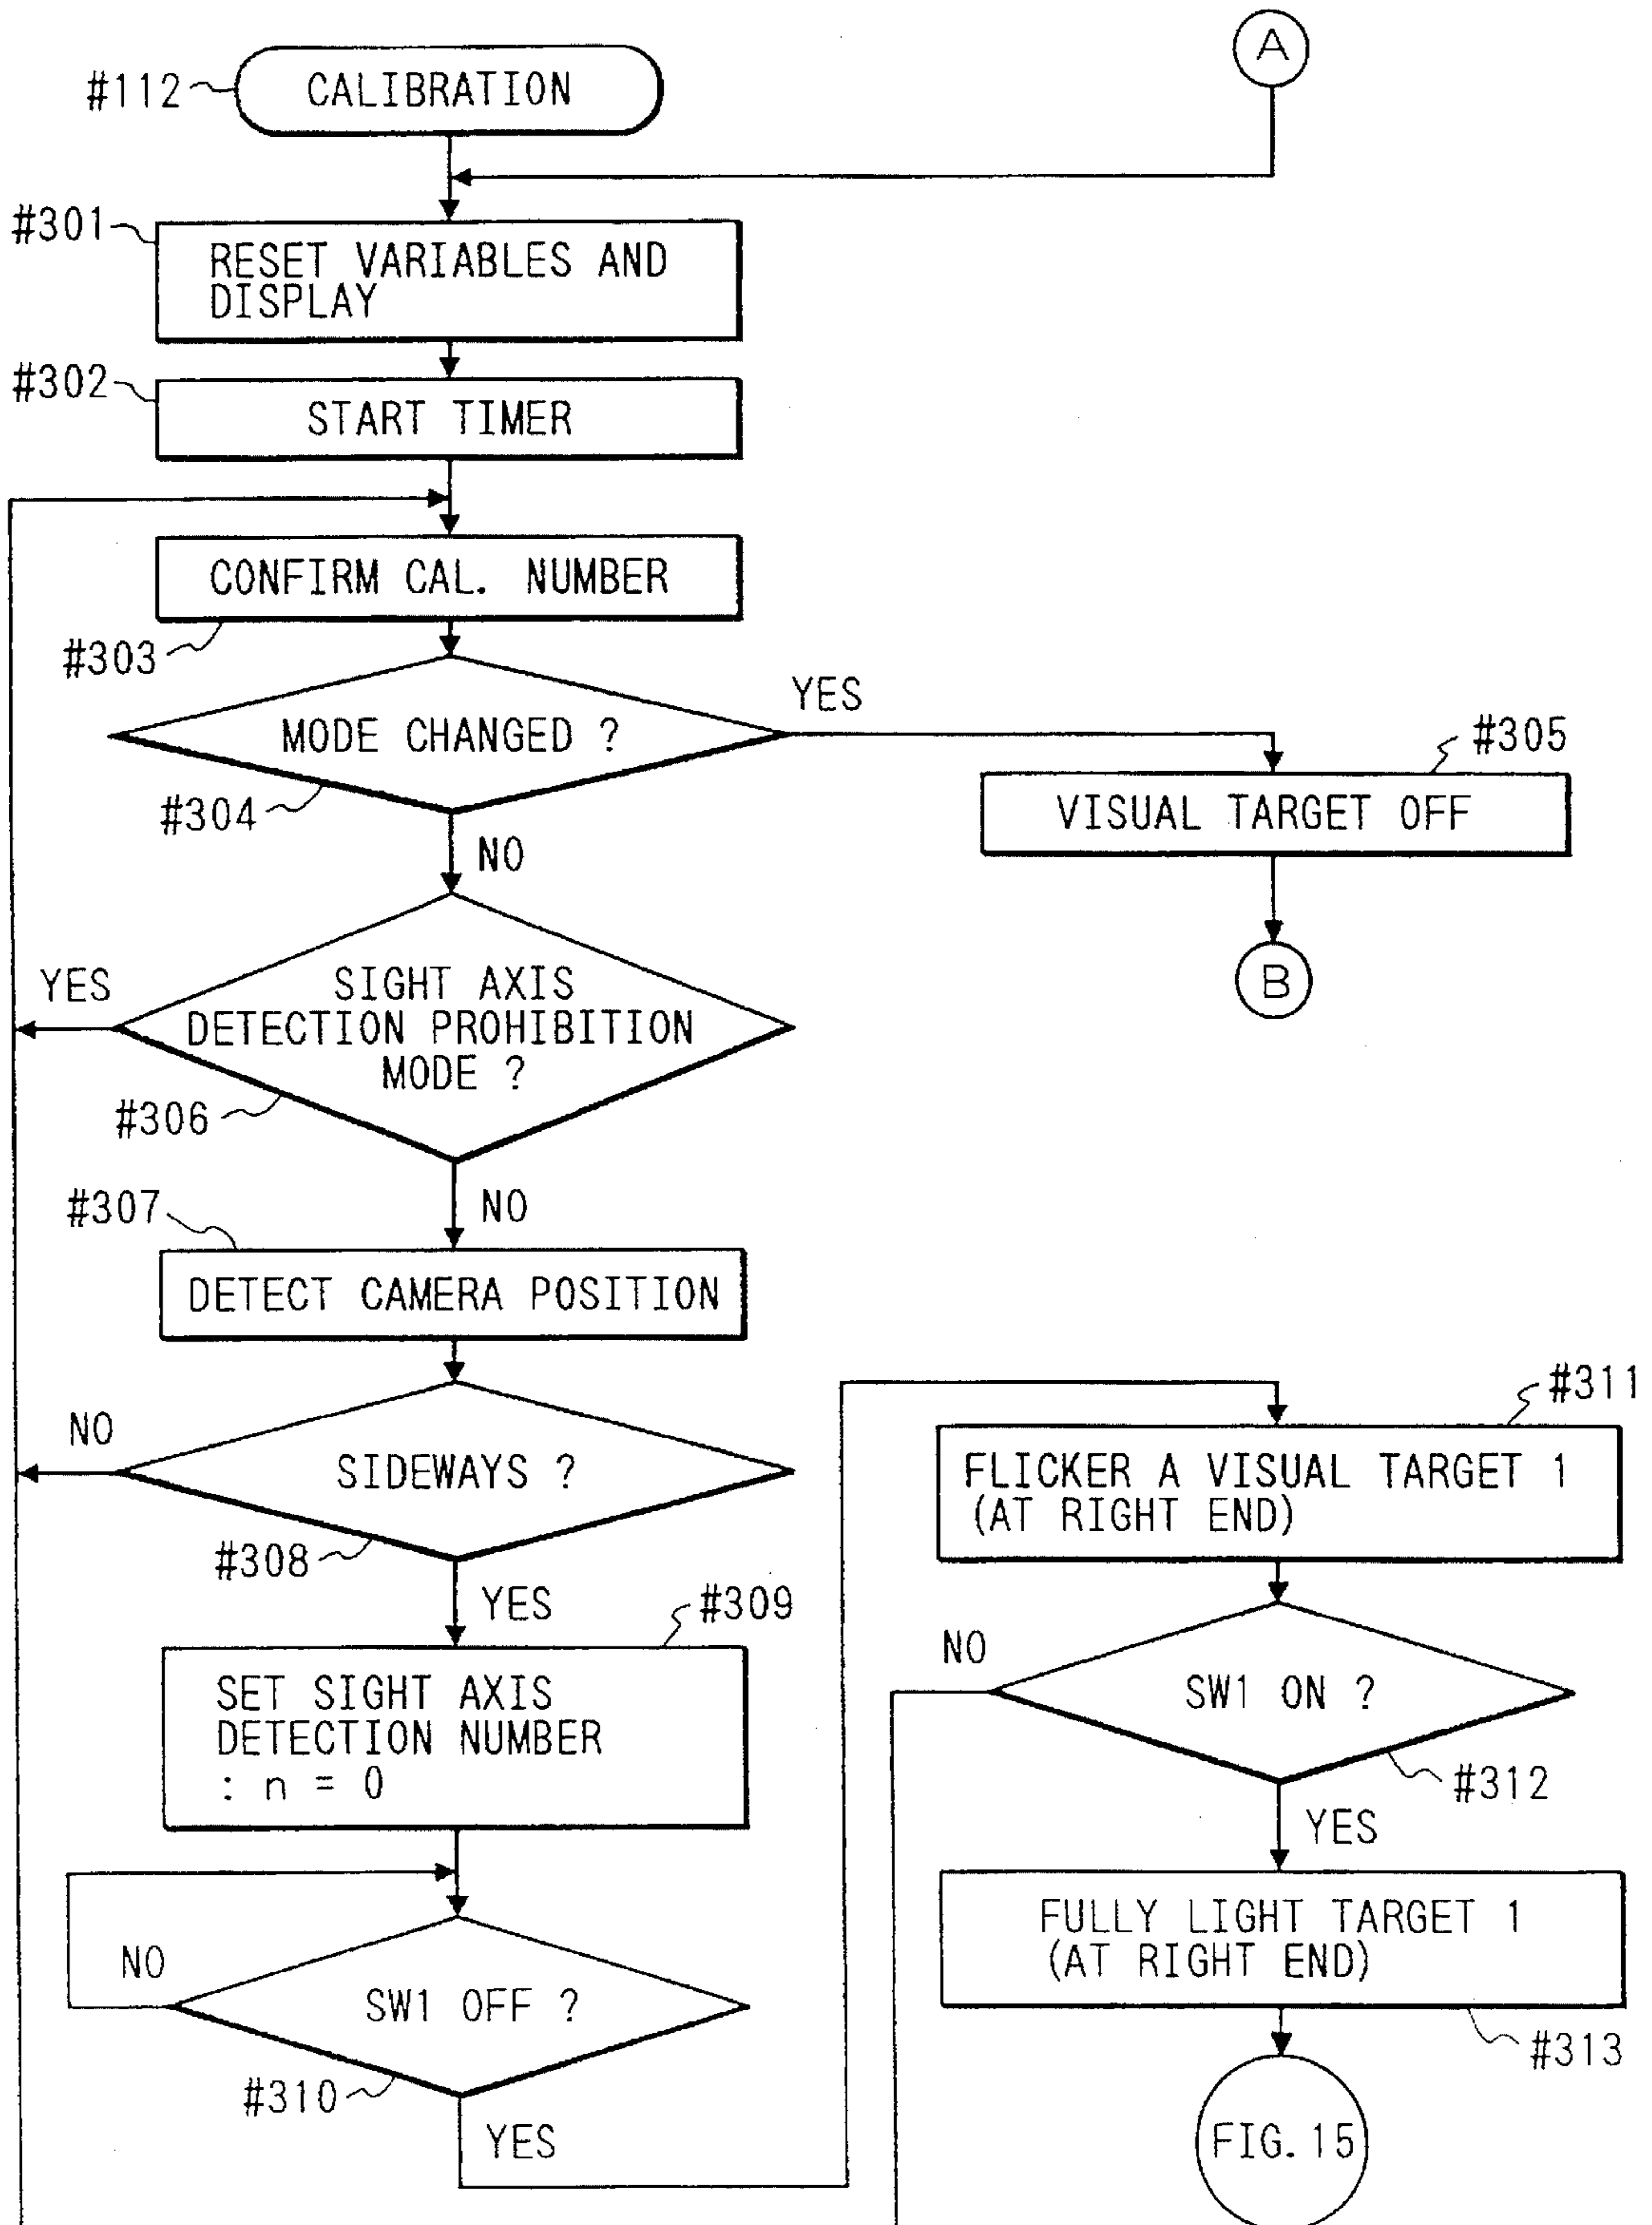 A
#112
CALIBRATION
#301
RESET VARIABLES AND
DISPLAY
#302
START TIMER
CONFIRM CAL. NUMBER
#303
MODE CHANGED ?
YES
#304
NO
#305
VISUAL TARGET OFF
B
SIGHT AXIS
DETECTION PROHIBITION
MODE ?
YES
#306
NO
#307
DETECT CAMERA POSITION
NO
SIDEWAYS ?
#308
YES
#309
SET SIGHT AXIS
DETECTION NUMBER
: n = 0
NO
SW1 OFF ?
#310
YES
#311
FLICKER A VISUAL TARGET 1
(AT RIGHT END)
NO
SW1 ON ?
#312
YES
FULLY LIGHT TARGET 1
(AT RIGHT END)
#313
FIG. 15